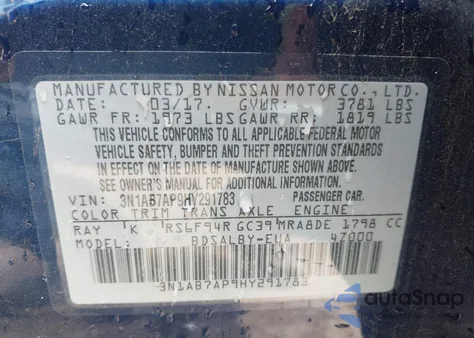 MANUFACTURED BY NISSAN MOTOR CO., LTD.
DATE: 03/17. GVWR: 3781 LBS
GAWR FR: 1973 LBS GAWR RR: 1819 LBS
THIS VEHICLE CONFORMS TO ALL APPLICABLE FEDERAL MOTOR
VEHICLE SAFETY, BUMPER AND THEFT PREVENTION STANDARDS
IN EFFECT ON THE DATE OF MANUFACTURE SHOWN ABOVE.
SEE OWNER'S MANUAL FOR ADDITIONAL INFORMATION
VIN: 3N1AB7AP9HY291783 PASSENGER CAR.
COLOR TRIM TRANS AXLE ENGINE
RAY K RS6F94R GC39 MRA8DE 1798 CC
MODEL: BDSALBY-EUA 47000
3N1AB7AP9HY291783
autoSnap